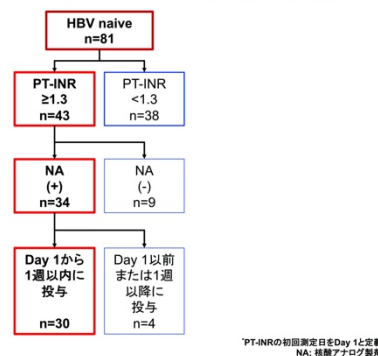 HBV naive
n=81
PT-INR
≥1.3
n=43
PT-INR
<1.3
n=38
NA
(+)
n=34
NA
(-)
n=9
Day 1から
1週以内に
投与
n=30
Day 1以前
または1週
以降に
投与
n=4
*PT-INRの初回測定日をDay 1と定義
NA: 核酸アナログ製剤